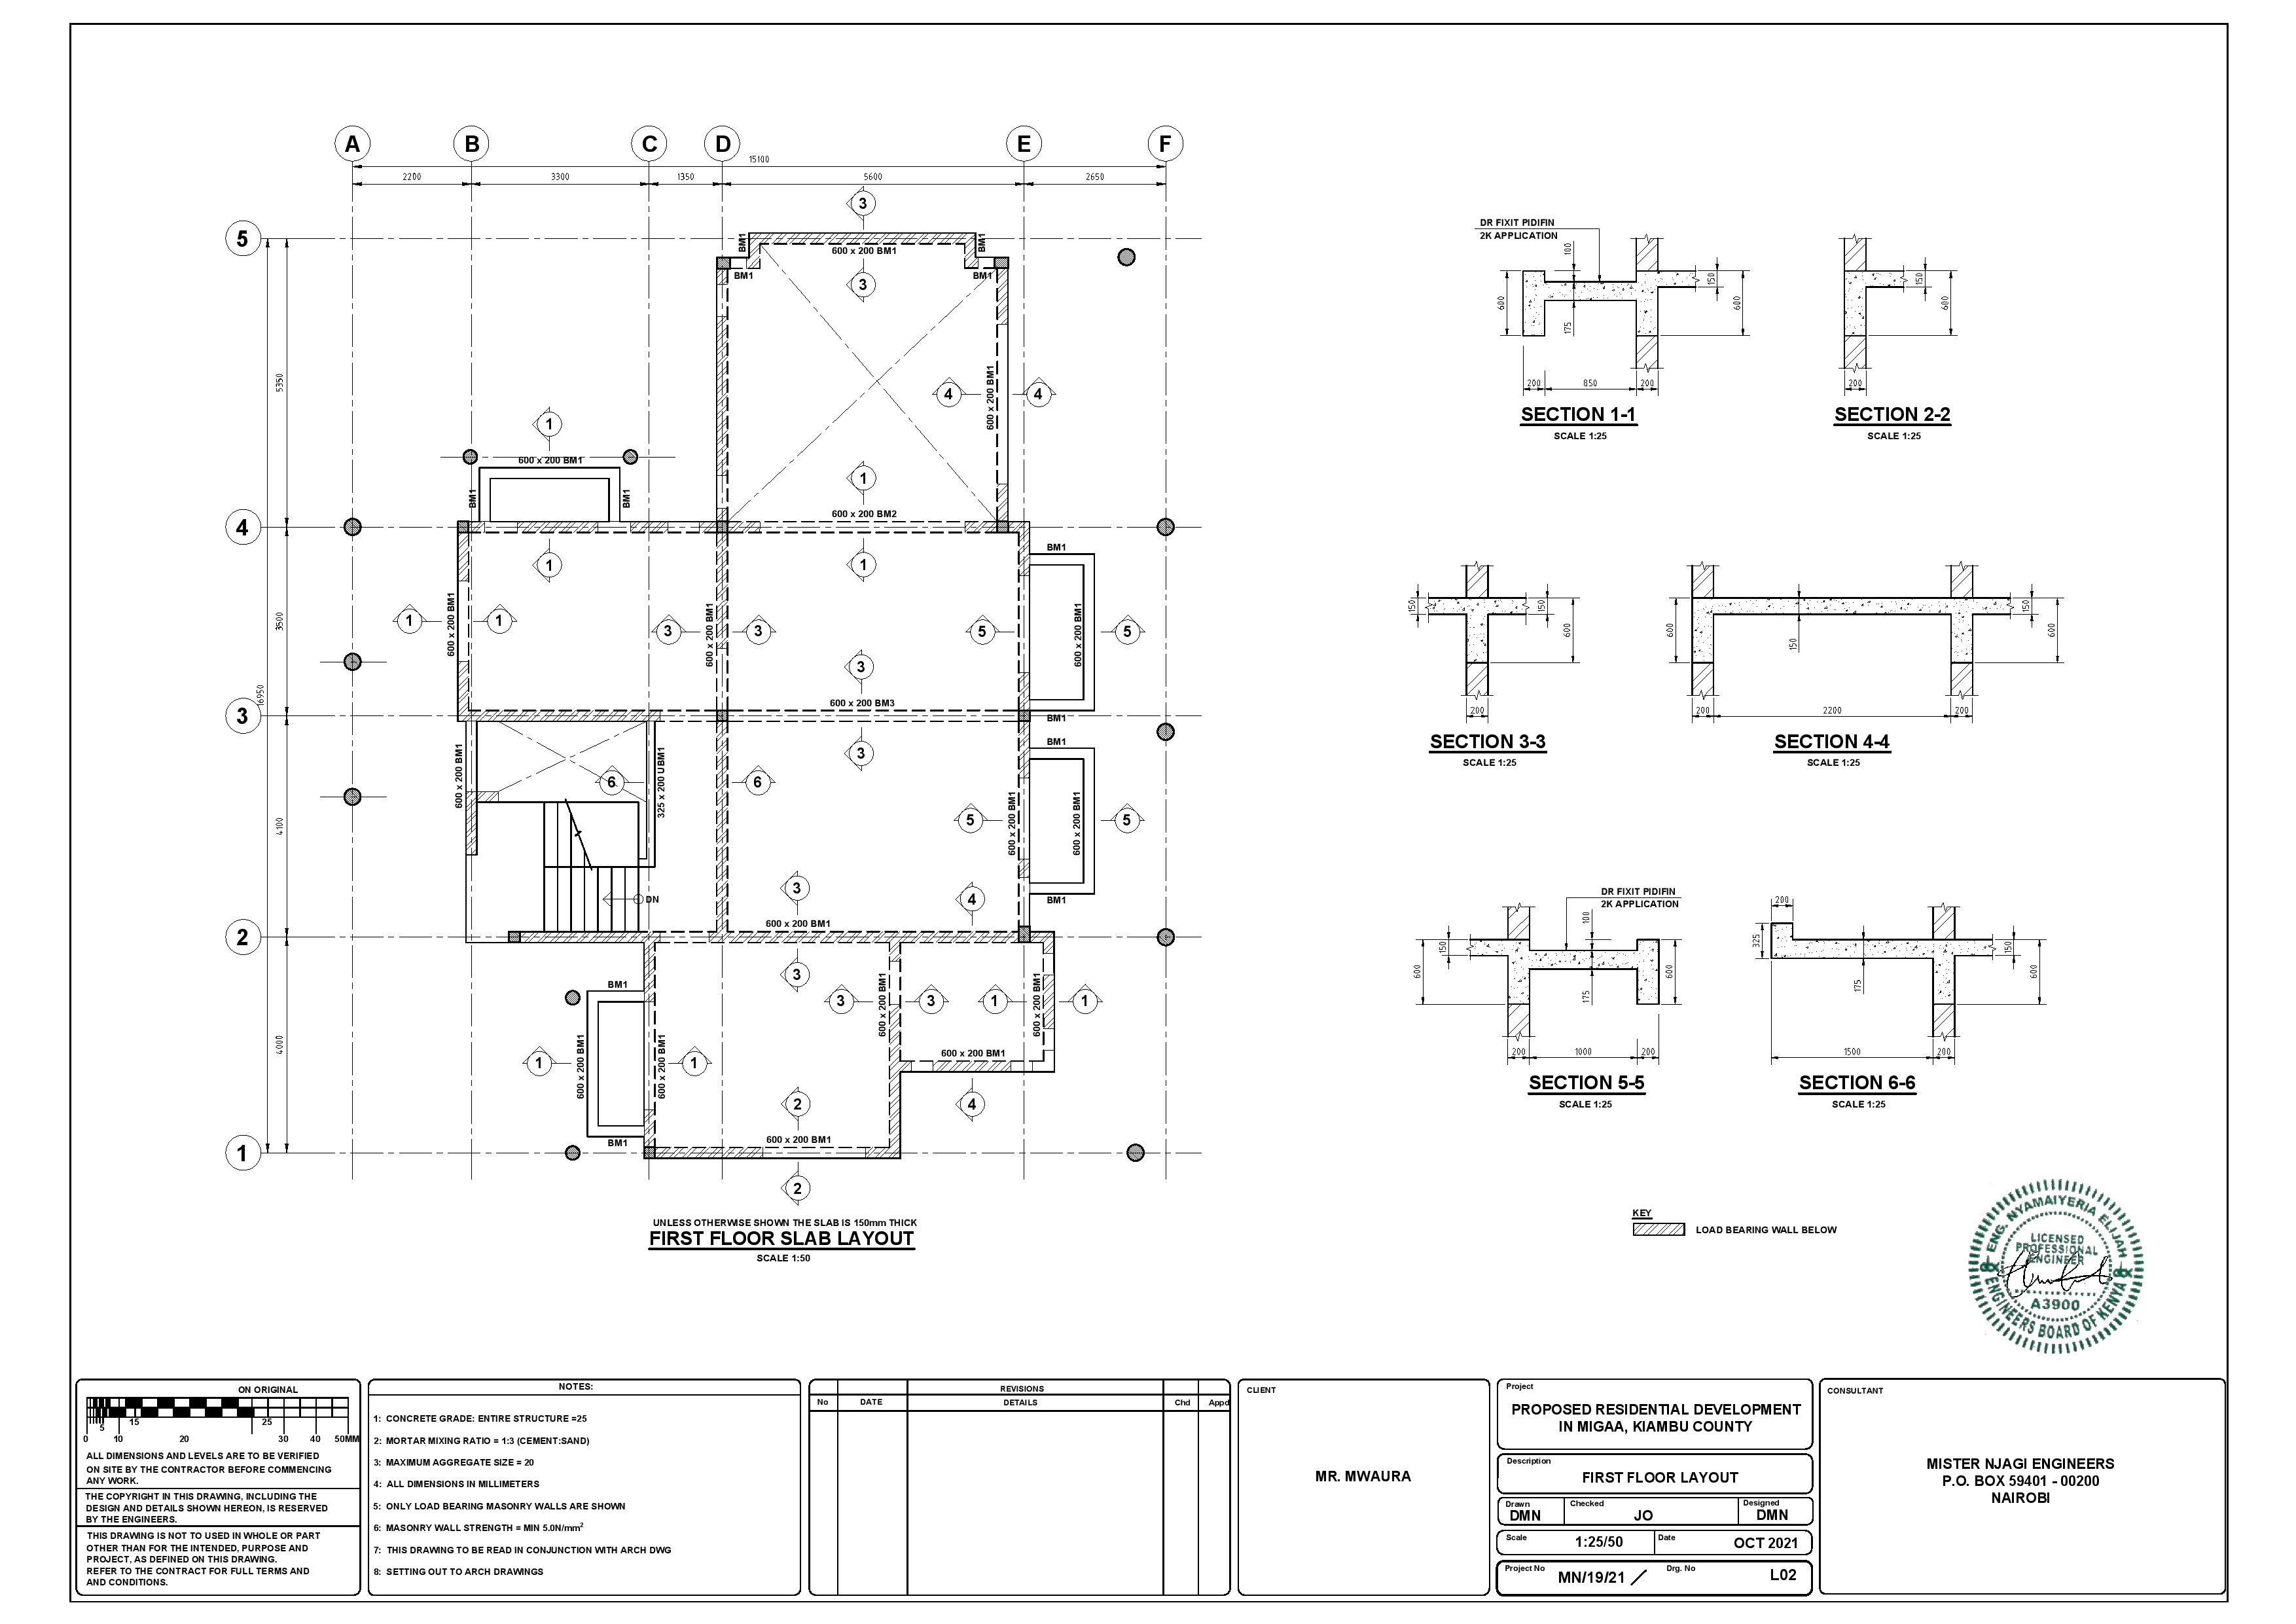 A
B
C
D
E
F
15100
2200
3300
1350
5600
2650
5
4
3
2
1
5350
3500
4100
4000
16950
3
BM1
BM1
600 x 200 BM1
BM1
BM1
3
4
4
600 x 200 BM1
1
600 x 200 BM1
BM1
BM1
1
600 x 200 BM2
1
1
BM1
1
600 x 200 BM1
1
3
600 x 200 BM1
3
5
600 x 200 BM1
5
3
600 x 200 BM3
BM1
3
BM1
600 x 200 BM1
6
325 x 200 UBM1
6
5
600 x 200 BM1
600 x 200 BM1
5
DN
3
4
BM1
600 x 200 BM1
3
BM1
600 x 200 BM1
3
3
1
600 x 200 BM1
1
600 x 200 BM1
1
600 x 200 BM1
600 x 200 BM1
1
4
2
BM1
600 x 200 BM1
2
UNLESS OTHERWISE SHOWN THE SLAB IS 150mm THICK
FIRST FLOOR SLAB LAYOUT
SCALE 1:50
DR FIXIT PIDIFIN
2K APPLICATION
100
150
600
600
175
200
850
200
SECTION 1-1
SCALE 1:25
150
600
200
SECTION 2-2
SCALE 1:25
150
150
600
200
SECTION 3-3
SCALE 1:25
600
150
150
600
200
2200
200
SECTION 4-4
SCALE 1:25
DR FIXIT PIDIFIN
2K APPLICATION
100
150
600
600
175
200
1000
200
SECTION 5-5
SCALE 1:25
200
325
150
600
175
1500
200
SECTION 6-6
SCALE 1:25
KEY
LOAD BEARING WALL BELOW
ENG. NYAMAIYERIA ELIJAH
LICENSED
PROFESSIONAL
ENGINEER
A3900
ENGINEERS BOARD OF KENYA
ON ORIGINAL
5
15
25
0
10
20
30
40
50MM
ALL DIMENSIONS AND LEVELS ARE TO BE VERIFIED
ON SITE BY THE CONTRACTOR BEFORE COMMENCING
ANY WORK.
THE COPYRIGHT IN THIS DRAWING, INCLUDING THE
DESIGN AND DETAILS SHOWN HEREON, IS RESERVED
BY THE ENGINEERS.
THIS DRAWING IS NOT TO USED IN WHOLE OR PART
OTHER THAN FOR THE INTENDED, PURPOSE AND
PROJECT, AS DEFINED ON THIS DRAWING.
REFER TO THE CONTRACT FOR FULL TERMS AND
AND CONDITIONS.
NOTES:
1: CONCRETE GRADE: ENTIRE STRUCTURE =25
2: MORTAR MIXING RATIO = 1:3 (CEMENT:SAND)
3: MAXIMUM AGGREGATE SIZE = 20
4: ALL DIMENSIONS IN MILLIMETERS
5: ONLY LOAD BEARING MASONRY WALLS ARE SHOWN
6: MASONRY WALL STRENGTH = MIN 5.0N/mm²
7: THIS DRAWING TO BE READ IN CONJUNCTION WITH ARCH DWG
8: SETTING OUT TO ARCH DRAWINGS
REVISIONS
No DATE DETAILS Chd Appd
CLIENT
MR. MWAURA
Project
PROPOSED RESIDENTIAL DEVELOPMENT
IN MIGAA, KIAMBU COUNTY
Description
FIRST FLOOR LAYOUT
Drawn
DMN
Checked
JO
Designed
DMN
Scale
1:25/50
Date
OCT 2021
Project No
MN/19/21 /
Drg. No
L02
CONSULTANT
MISTER NJAGI ENGINEERS
P.O. BOX 59401 - 00200
NAIROBI